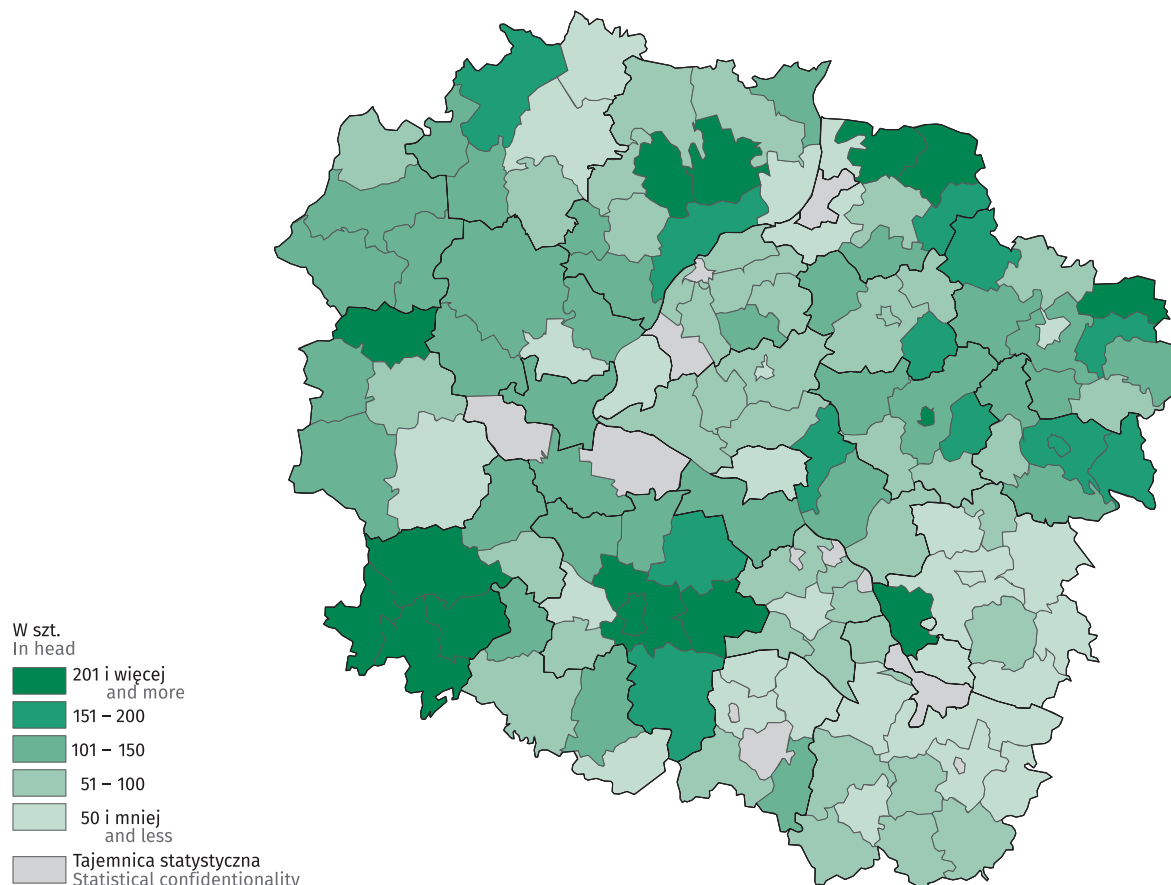 W szt.
In head
201 i więcej
and more
151 – 200
101 – 150
51 – 100
50 i mniej
and less
Tajemnica statystyczna
Statistical confidentionality